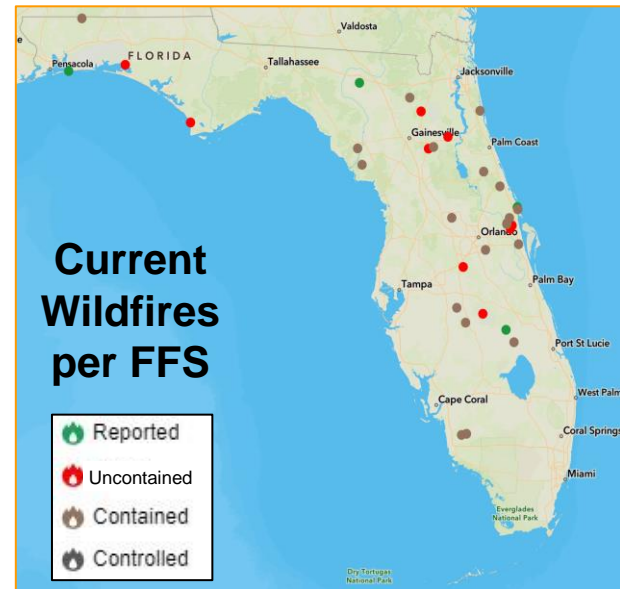 Valdosta
FLORIDA
Tallahassee
Pensacola
Jacksonville
Gainesville
Palm Coast
Orlando
Current
Wildfires
per FFS
Tampa
Palm Bay
Port St Lucie
Cape Coral
West Palm
Coral Springs
Miami
Everglades
National Park
Dry Tortugas
National Park
Reported
Uncontained
Contained
Controlled